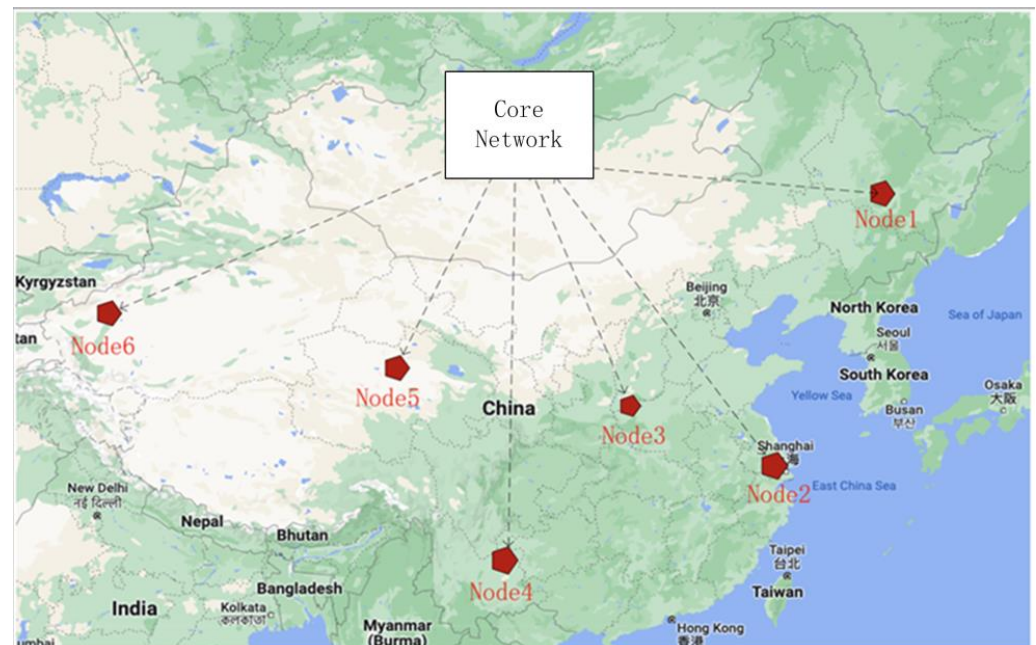 Core
Network
Node1
Kyrgyzstan
Beijing
北京
North Korea
Sea of Japan
Node6
tan
Seoul
서울
South Korea
Node5
China
Yellow Sea
Busan
부산
Osaka
大阪
Node3
Shanghai
海
Node2
East China Sea
New Delhi
नई दिल्ली
Nepal
Bhutan
Node4
Taipei
台北
Taiwan
Bangladesh
India
Kolkata
কলকাতা
Myanmar
(Burma)
Hong Kong
香港